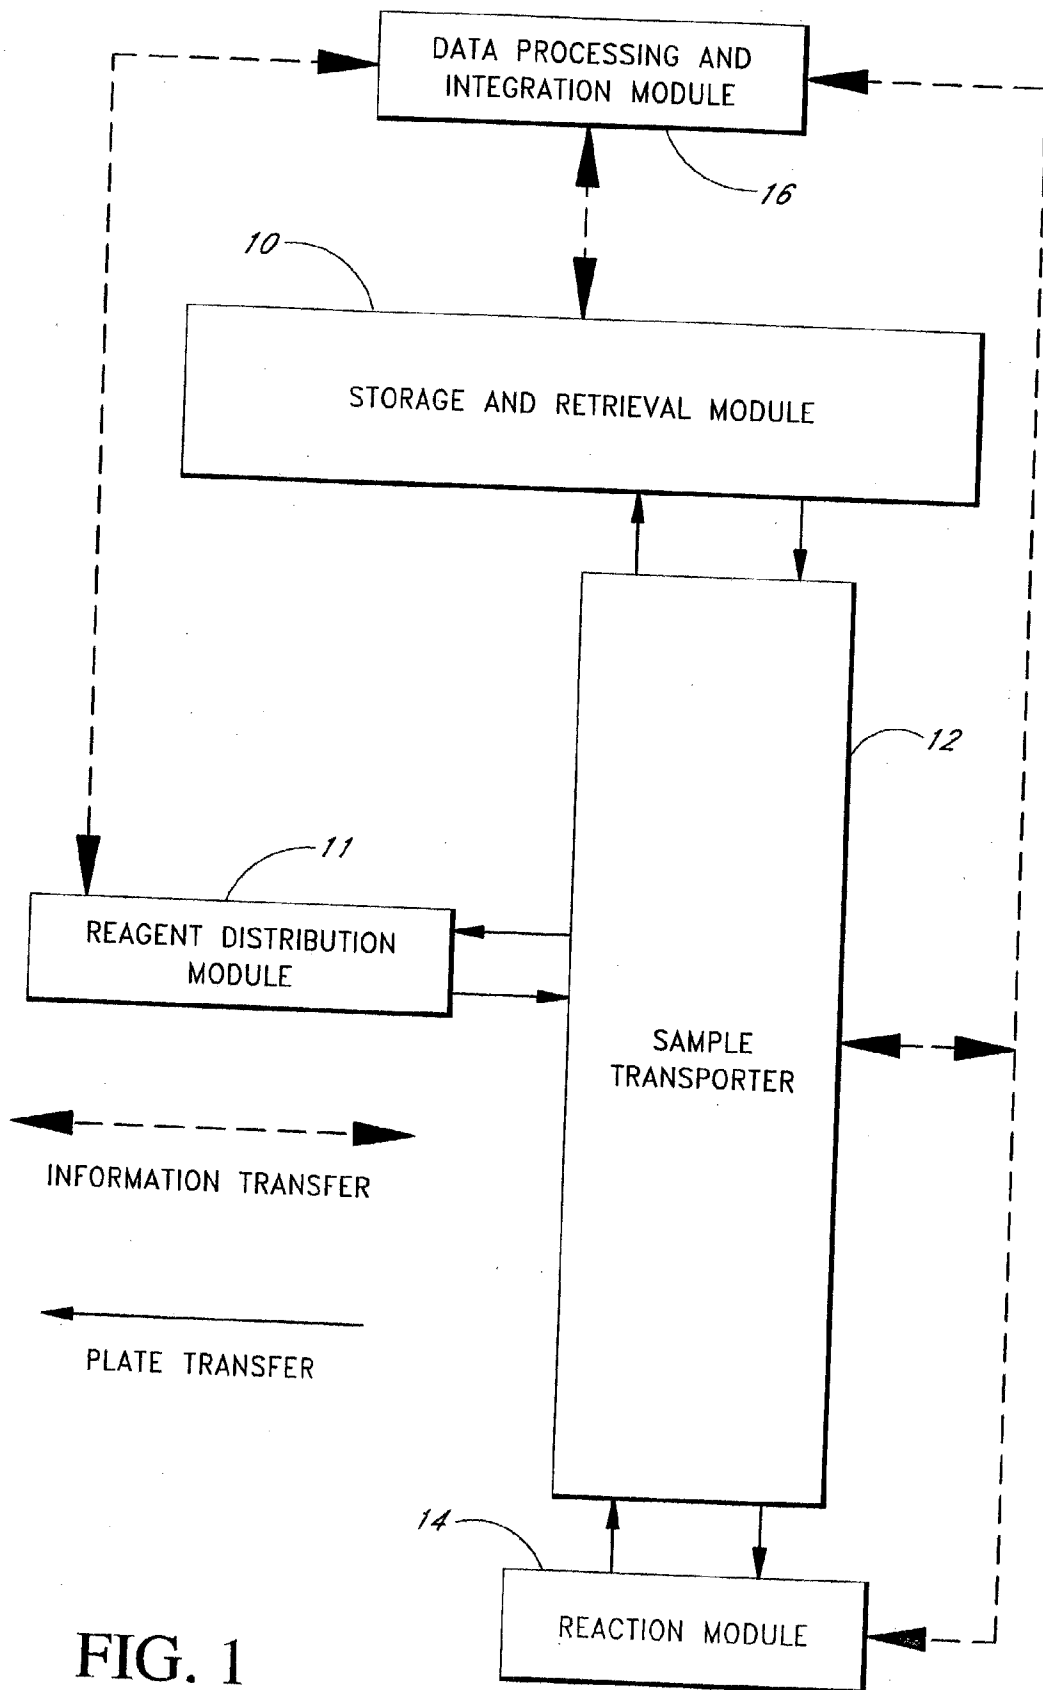 DATA PROCESSING AND
INTEGRATION MODULE
16
10
STORAGE AND RETRIEVAL MODULE
12
11
REAGENT DISTRIBUTION
MODULE
SAMPLE
TRANSPORTER
INFORMATION TRANSFER
PLATE TRANSFER
14
REACTION MODULE
FIG. 1